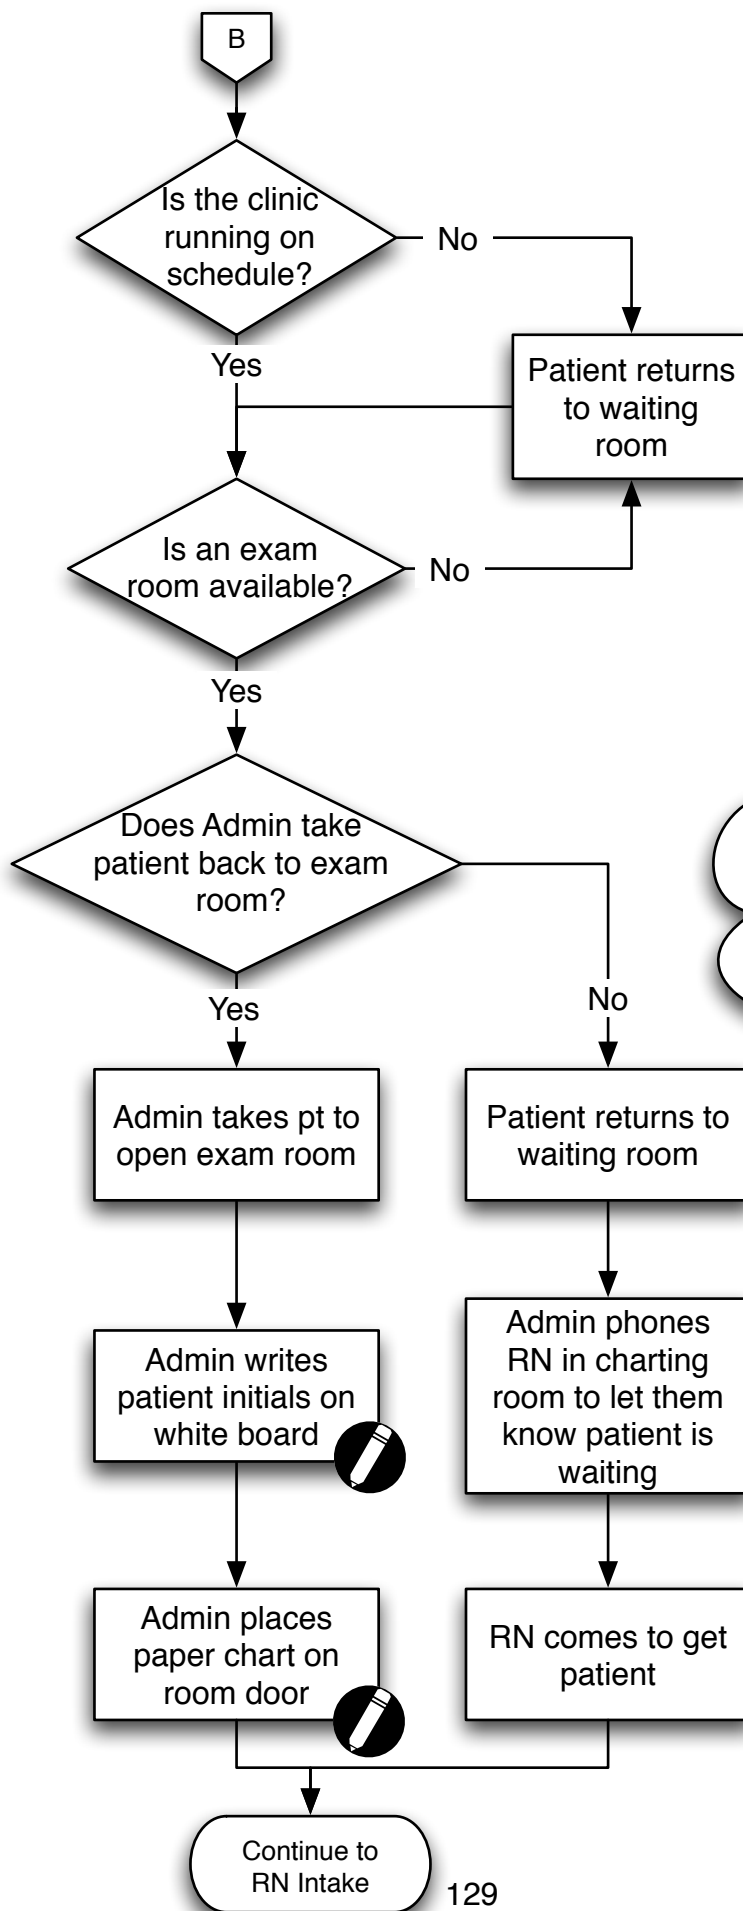 B
Is the clinic
running on
schedule?
No
Yes
Patient returns
to waiting
room
Is an exam
room available?
No
Yes
Does Admin take
patient back to exam
room?
Yes
No
Admin takes pt to
open exam room
Patient returns to
waiting room
Admin writes
patient initials on
white board
Admin phones
RN in charting
room to let them
know patient is
waiting
Admin places
paper chart on
room door
RN comes to get
patient
Continue to
RN Intake
129